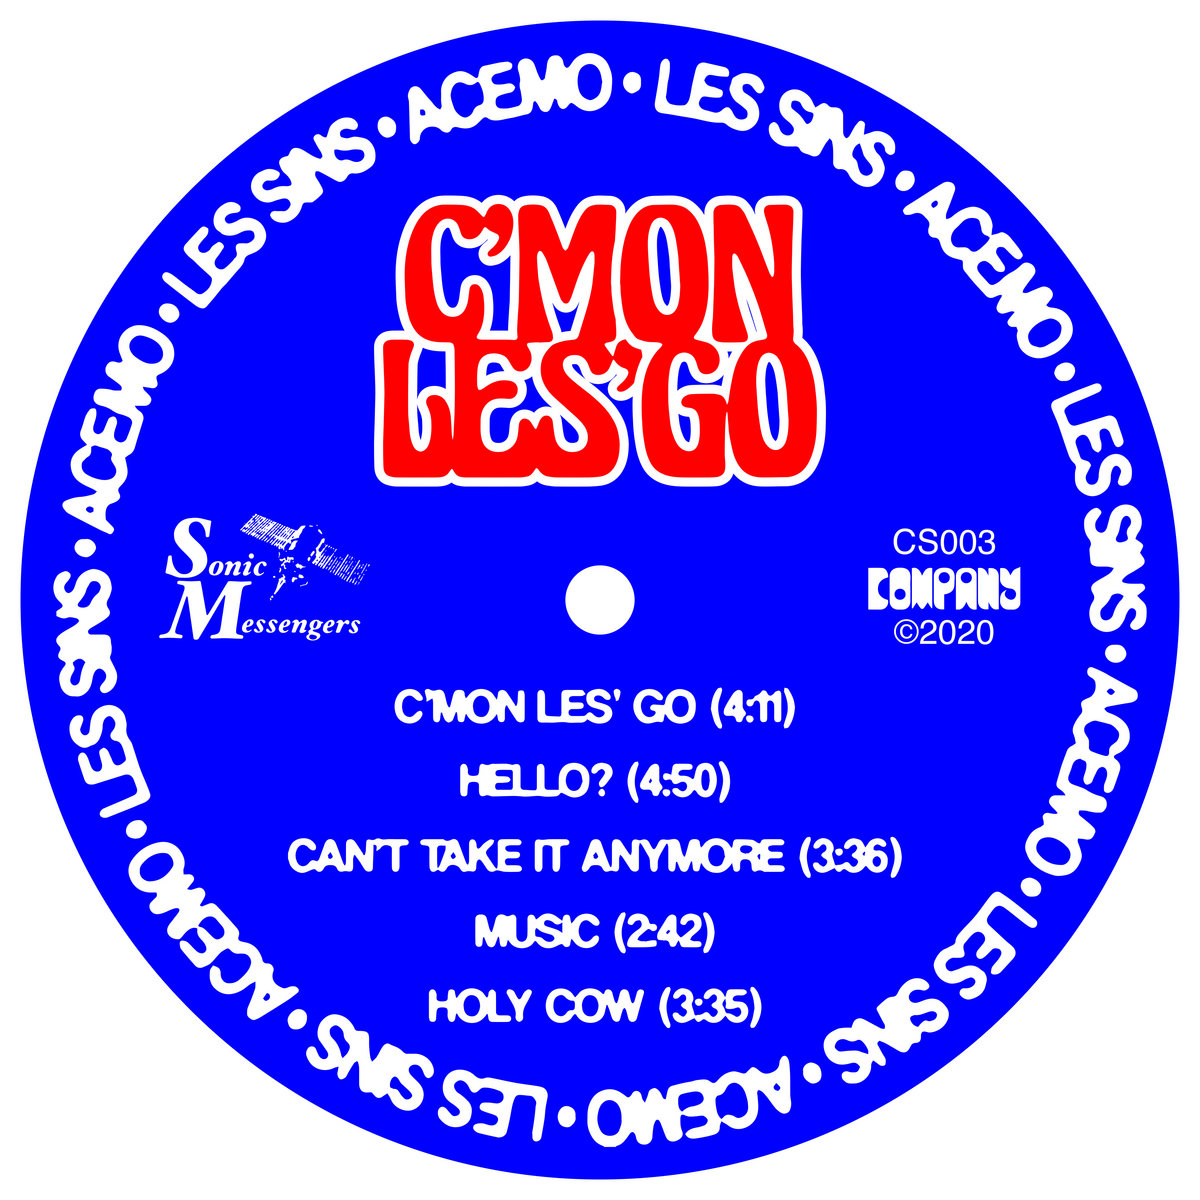 LES SINS • ACEMO • LES SINS • ACEMO • LES SINS • ACEMO • LES SINS • ACEMO • LES SINS • ACEMO • LES SINS • ACEMO •
C'MON
LES'GO
Sonic
Messengers
CS003
COMPANY
©2020
C'MON LES' GO (4:11)
HELLO? (4:50)
CAN'T TAKE IT ANYMORE (3:36)
MUSIC (2:42)
HOLY COW (3:35)